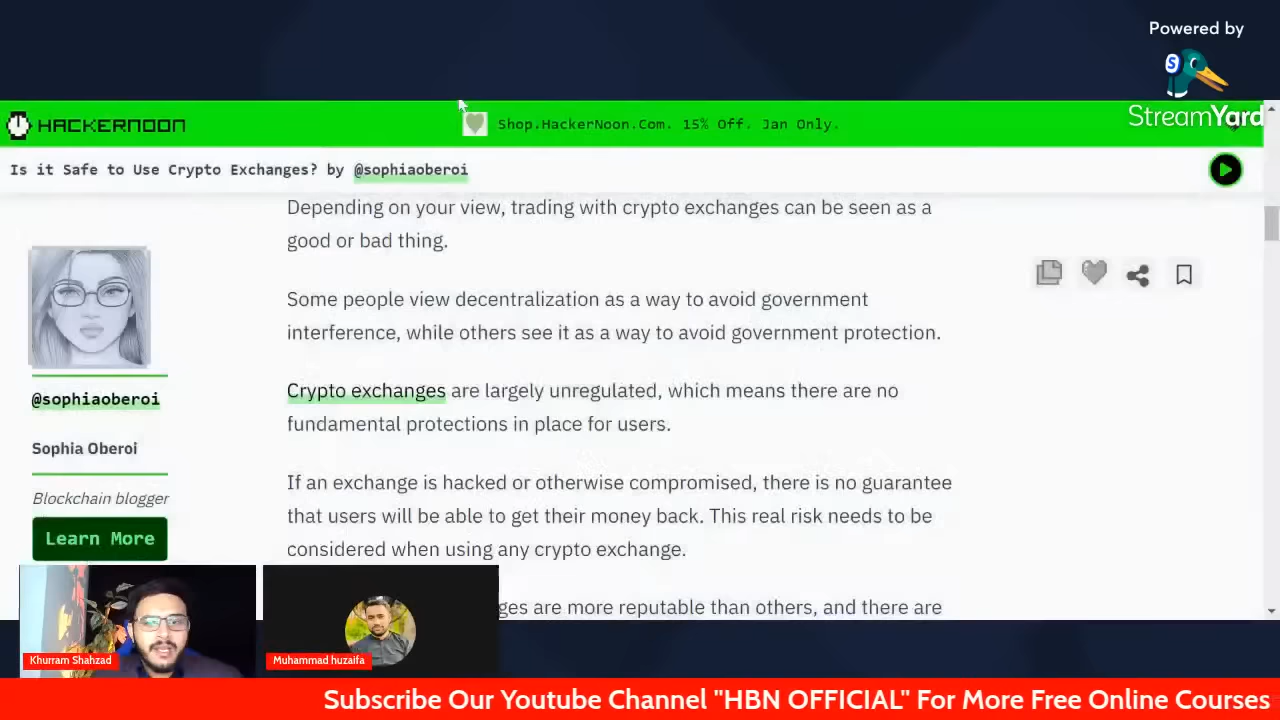 Powered by
S
StreamYard
HACKERNOON
Shop.HackerNoon.Com. 15% Off. Jan Only.
Is it Safe to Use Crypto Exchanges? by @sophiaoberoi
Depending on your view, trading with crypto exchanges can be seen as a
good or bad thing.
Some people view decentralization as a way to avoid government
interference, while others see it as a way to avoid government protection.
Crypto exchanges are largely unregulated, which means there are no
fundamental protections in place for users.
If an exchange is hacked or otherwise compromised, there is no guarantee
that users will be able to get their money back. This real risk needs to be
considered when using any crypto exchange.
ges are more reputable than others, and there are
@sophiaoberoi
Sophia Oberoi
Blockchain blogger
Learn More
Khurram Shahzad
Muhammad huzaifa
Subscribe Our Youtube Channel "HBN OFFICIAL" For More Free Online Courses